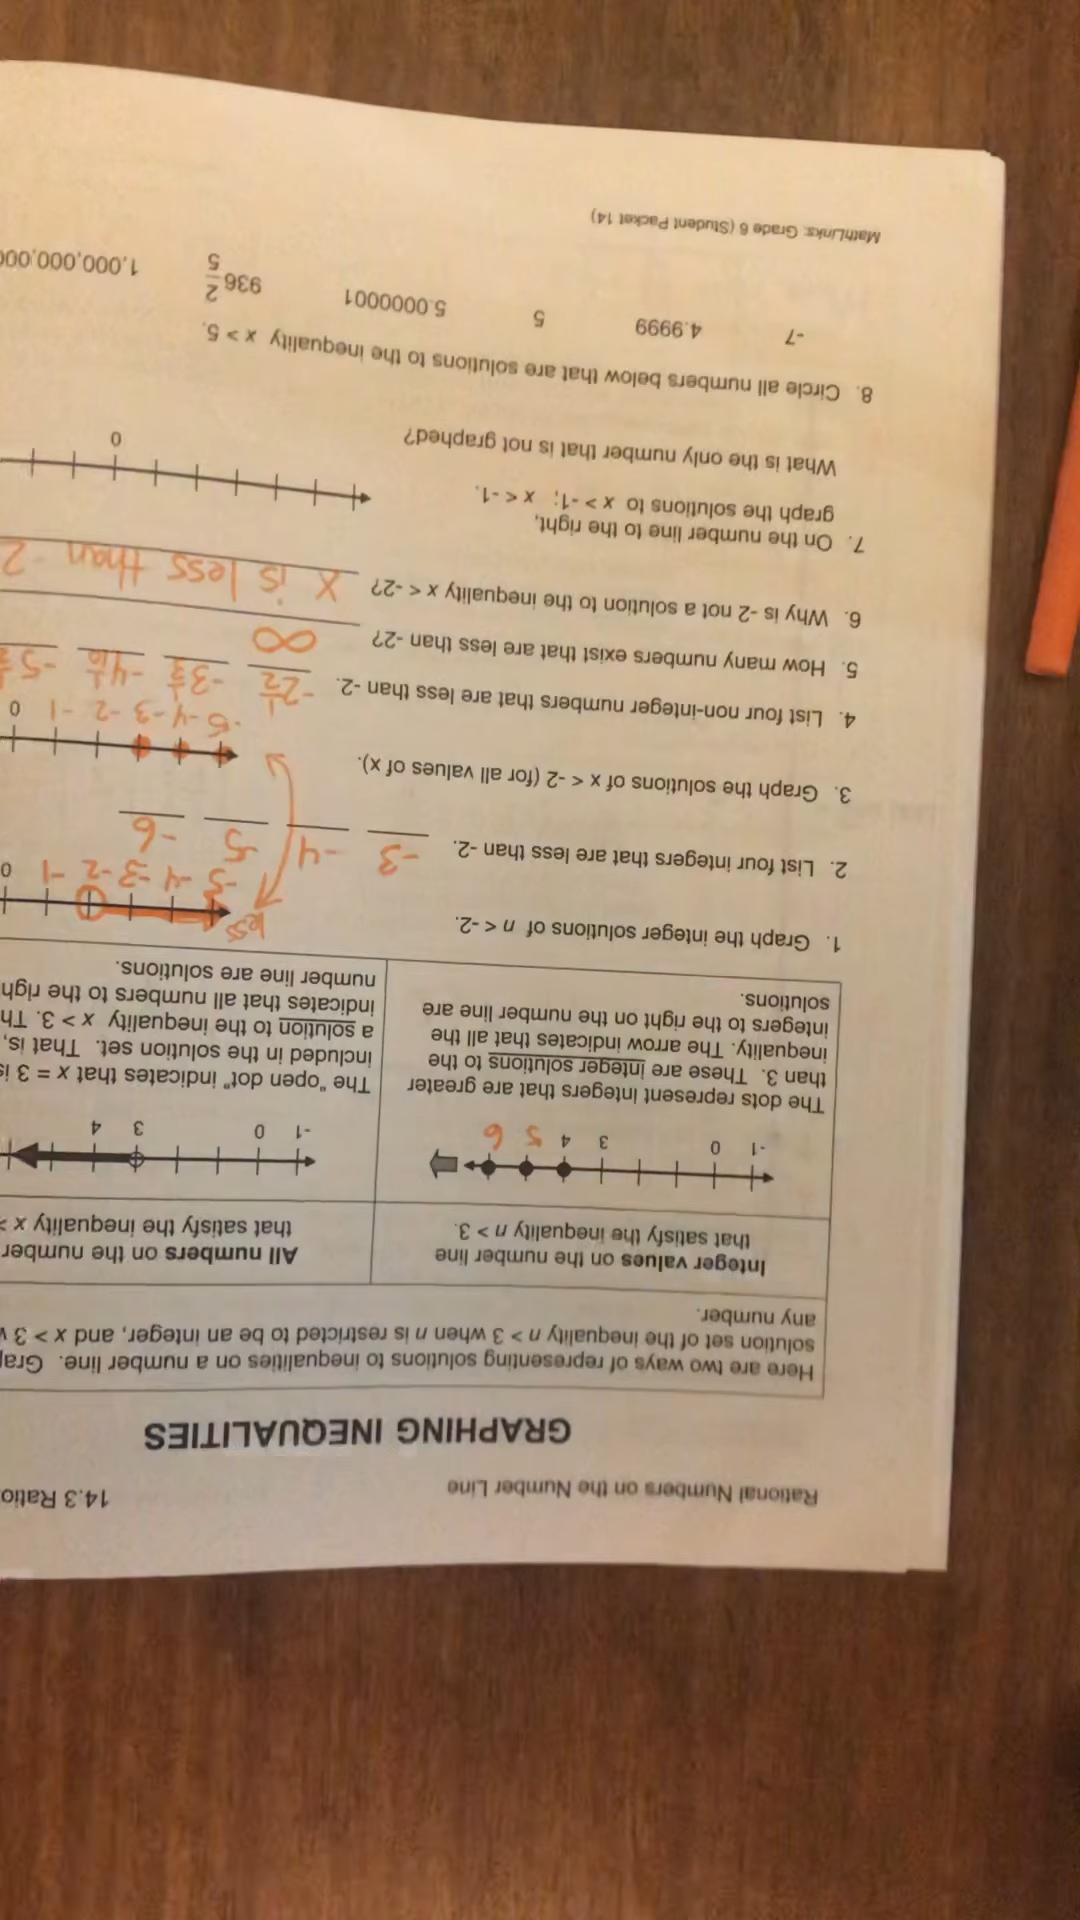 Rational Numbers on the Number Line 14.3 Ratio
GRAPHING INEQUALITIES
Here are two ways of representing solutions to inequalities on a number line. Grap
solution set of the inequality n > 3 when n is restricted to be an integer, and x > 3
any number.
Integer values on the number line
that satisfy the inequality n > 3.
-1 0 3 4 5 6
The dots represent integers that are greater
than 3. These are integer solutions to the
inequality. The arrow indicates that all the
integers to the right on the number line are
solutions.
All numbers on the number
that satisfy the inequality x >
-1 0 3 4
The "open dot" indicates that x = 3 is
included in the solution set. That is,
a solution to the inequality x > 3. Th
indicates that all numbers to the righ
number line are solutions.
1. Graph the integer solutions of n < -2.
less
-5 -4 -3 -2 -1 0
2. List four integers that are less than -2. -3 -4 -5 -6
3. Graph the solutions of x < -2 (for all values of x).
-5 -4 -3 -2 -1 0
4. List four non-integer numbers that are less than -2. -2 1/2 -3 1/3 -4 1/10 -5
5. How many numbers exist that are less than -2? ∞
6. Why is -2 not a solution to the inequality x < -2? x is less than -2
7. On the number line to the right,
graph the solutions to x > -1; x < -1.
What is the only number that is not graphed?
0
8. Circle all numbers below that are solutions to the inequality x > 5.
-7 4.9999 5 5.0000001 936 2/5 1,000,000,000
MathLinks: Grade 6 (Student Packet 14)